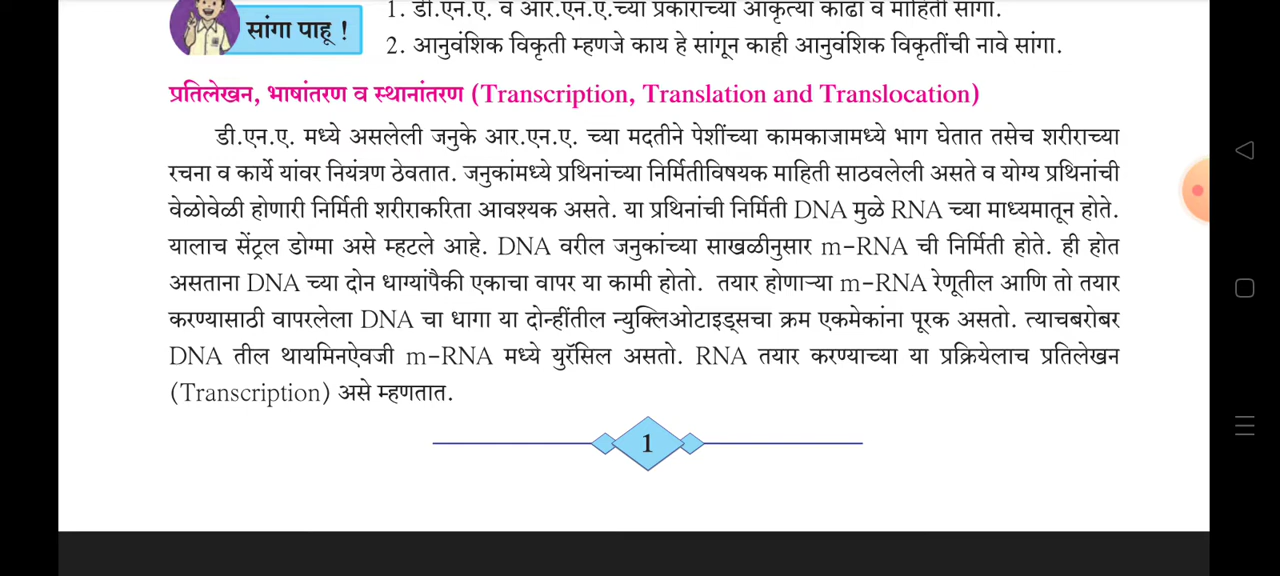 1. डी.एन.ए. व आर.एन.ए.च्या प्रकाराच्या आकृत्या काढा व माहिती सांगा.
सांगा पाहू !
2. आनुवंशिक विकृती म्हणजे काय हे सांगून काही आनुवंशिक विकृतींची नावे सांगा.
प्रतिलेखन, भाषांतरण व स्थानांतरण (Transcription, Translation and Translocation)
डी.एन.ए. मध्ये असलेली जनुके आर.एन.ए. च्या मदतीने पेशींच्या कामकाजामध्ये भाग घेतात तसेच शरीराच्या
रचना व कार्ये यांवर नियंत्रण ठेवतात. जनुकांमध्ये प्रथिनांच्या निर्मितीविषयक माहिती साठवलेली असते व योग्य प्रथिनांची
वेळोवेळी होणारी निर्मिती शरीराकरिता आवश्यक असते. या प्रथिनांची निर्मिती DNA मुळे RNA च्या माध्यमातून होते.
यालाच सेंट्रल डोग्मा असे म्हटले आहे. DNA वरील जनुकांच्या साखळीनुसार m-RNA ची निर्मिती होते. ही होत
असताना DNA च्या दोन धाग्यांपैकी एकाचा वापर या कामी होतो. तयार होणाऱ्या m-RNA रेणूतील आणि तो तयार
करण्यासाठी वापरलेला DNA चा धागा या दोन्हींतील न्युक्लिओटाइड्सचा क्रम एकमेकांना पूरक असतो. त्याचबरोबर
DNA तील थायमिनऐवजी m-RNA मध्ये युरॅसिल असतो. RNA तयार करण्याच्या या प्रक्रियेलाच प्रतिलेखन
(Transcription) असे म्हणतात.
1